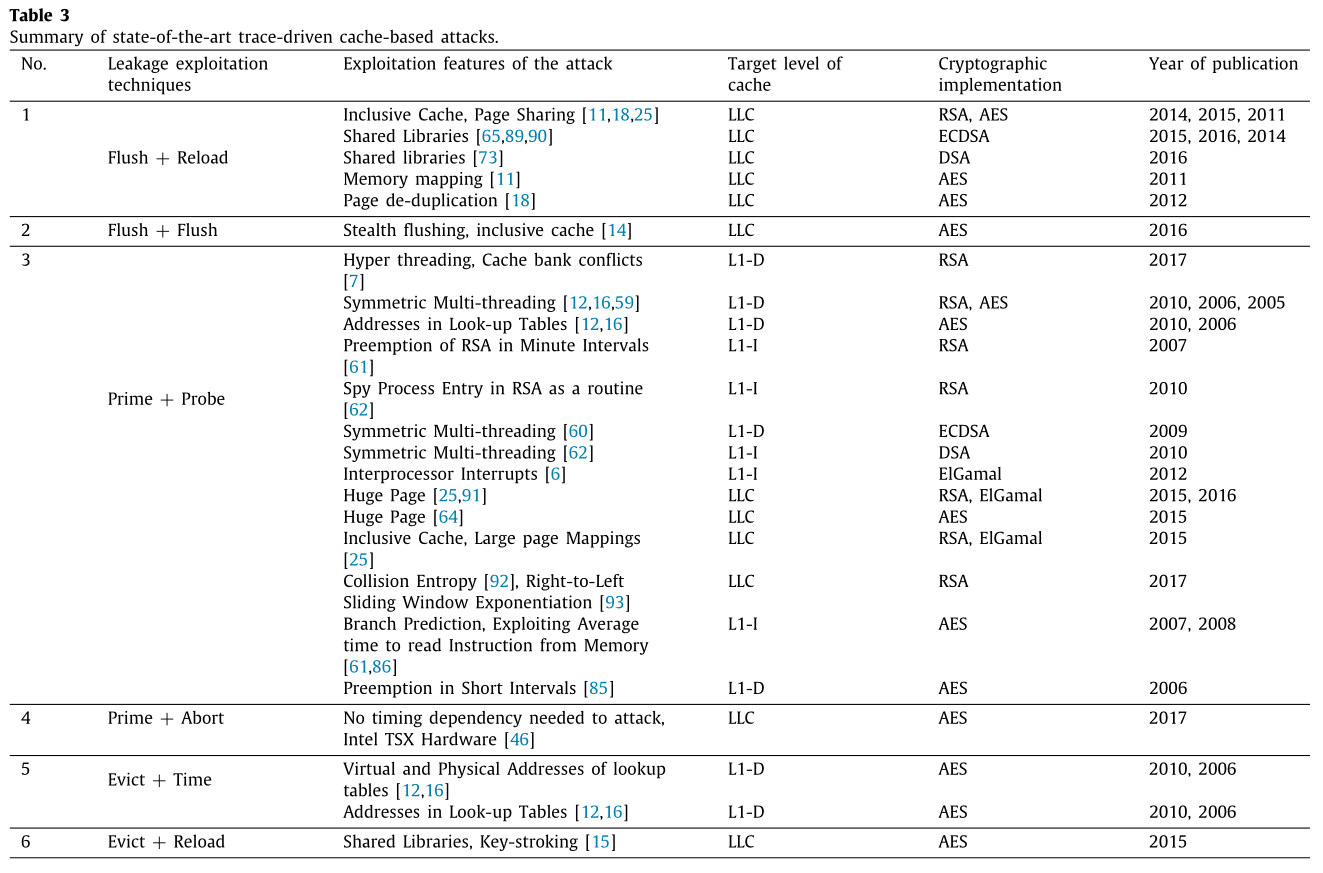 Table 3
Summary of state-of-the-art trace-driven cache-based attacks.
No. Leakage exploitation techniques Exploitation features of the attack Target level of cache Cryptographic implementation Year of publication
1 Flush + Reload Inclusive Cache, Page Sharing [11,18,25] LLC RSA, AES 2014, 2015, 2011
Shared Libraries [65,89,90] LLC ECDSA 2015, 2016, 2014
Shared libraries [73] LLC DSA 2016
Memory mapping [11] LLC AES 2011
Page de-duplication [18] LLC AES 2012
2 Flush + Flush Stealth flushing, inclusive cache [14] LLC AES 2016
3 Prime + Probe Hyper threading, Cache bank conflicts [7] L1-D RSA 2017
Symmetric Multi-threading [12,16,59] L1-D RSA, AES 2010, 2006, 2005
Addresses in Look-up Tables [12,16] L1-D AES 2010, 2006
Preemption of RSA in Minute Intervals [61] L1-I RSA 2007
Spy Process Entry in RSA as a routine [62] L1-I RSA 2010
Symmetric Multi-threading [60] L1-D ECDSA 2009
Symmetric Multi-threading [62] L1-I DSA 2010
Interprocessor Interrupts [6] L1-I ElGamal 2012
Huge Page [25,91] LLC RSA, ElGamal 2015, 2016
Huge Page [64] LLC AES 2015
Inclusive Cache, Large page Mappings [25] LLC RSA, ElGamal 2015
Collision Entropy [92], Right-to-Left Sliding Window Exponentiation [93] LLC RSA 2017
Branch Prediction, Exploiting Average time to read Instruction from Memory [61,86] L1-I AES 2007, 2008
Preemption in Short Intervals [85] L1-D AES 2006
4 Prime + Abort No timing dependency needed to attack, Intel TSX Hardware [46] LLC AES 2017
5 Evict + Time Virtual and Physical Addresses of lookup tables [12,16] L1-D AES 2010, 2006
Addresses in Look-up Tables [12,16] L1-D AES 2010, 2006
6 Evict + Reload Shared Libraries, Key-stroking [15] LLC AES 2015